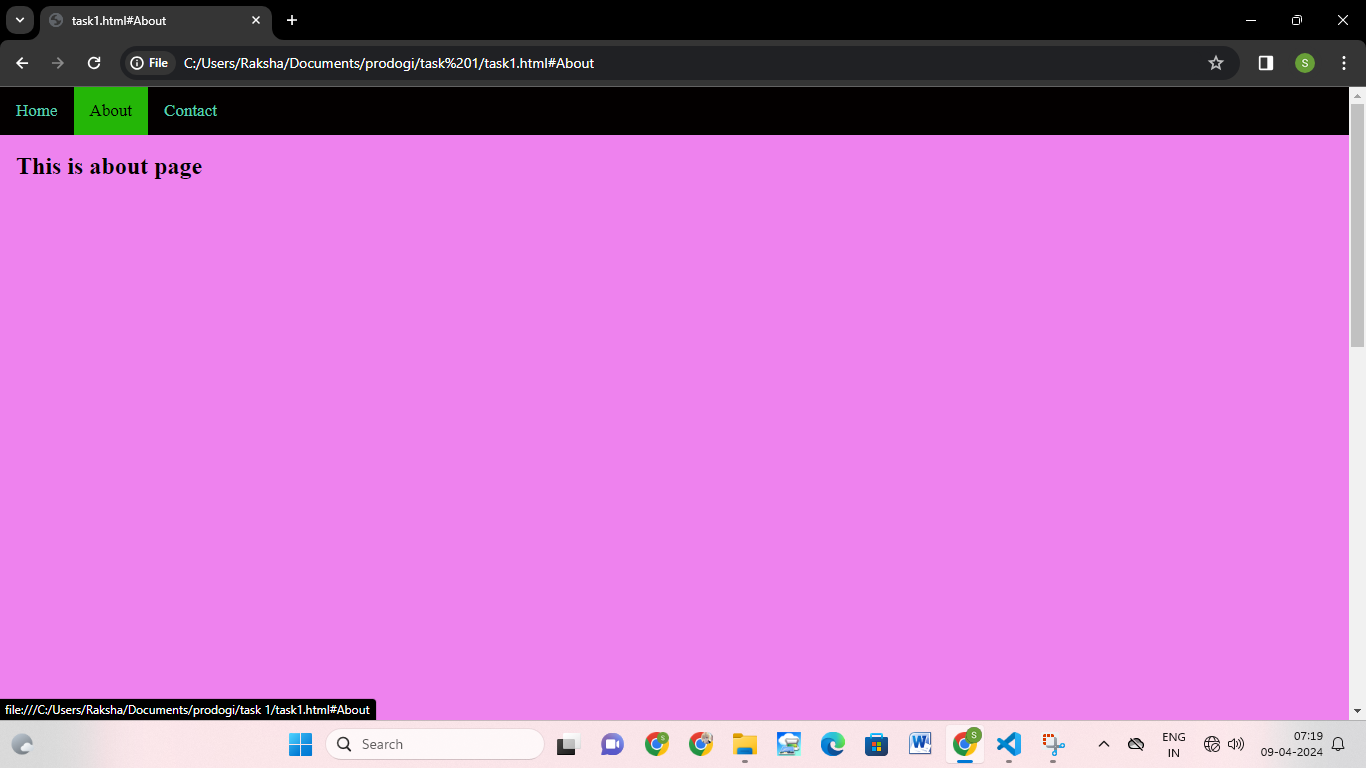 task1.html#About
File C:/Users/Raksha/Documents/prodogi/task%201/task1.html#About
S
Home About Contact
This is about page
file:///C:/Users/Raksha/Documents/prodogi/task 1/task1.html#About
Search
S
S
W
ENG
IN
07:19
09-04-2024